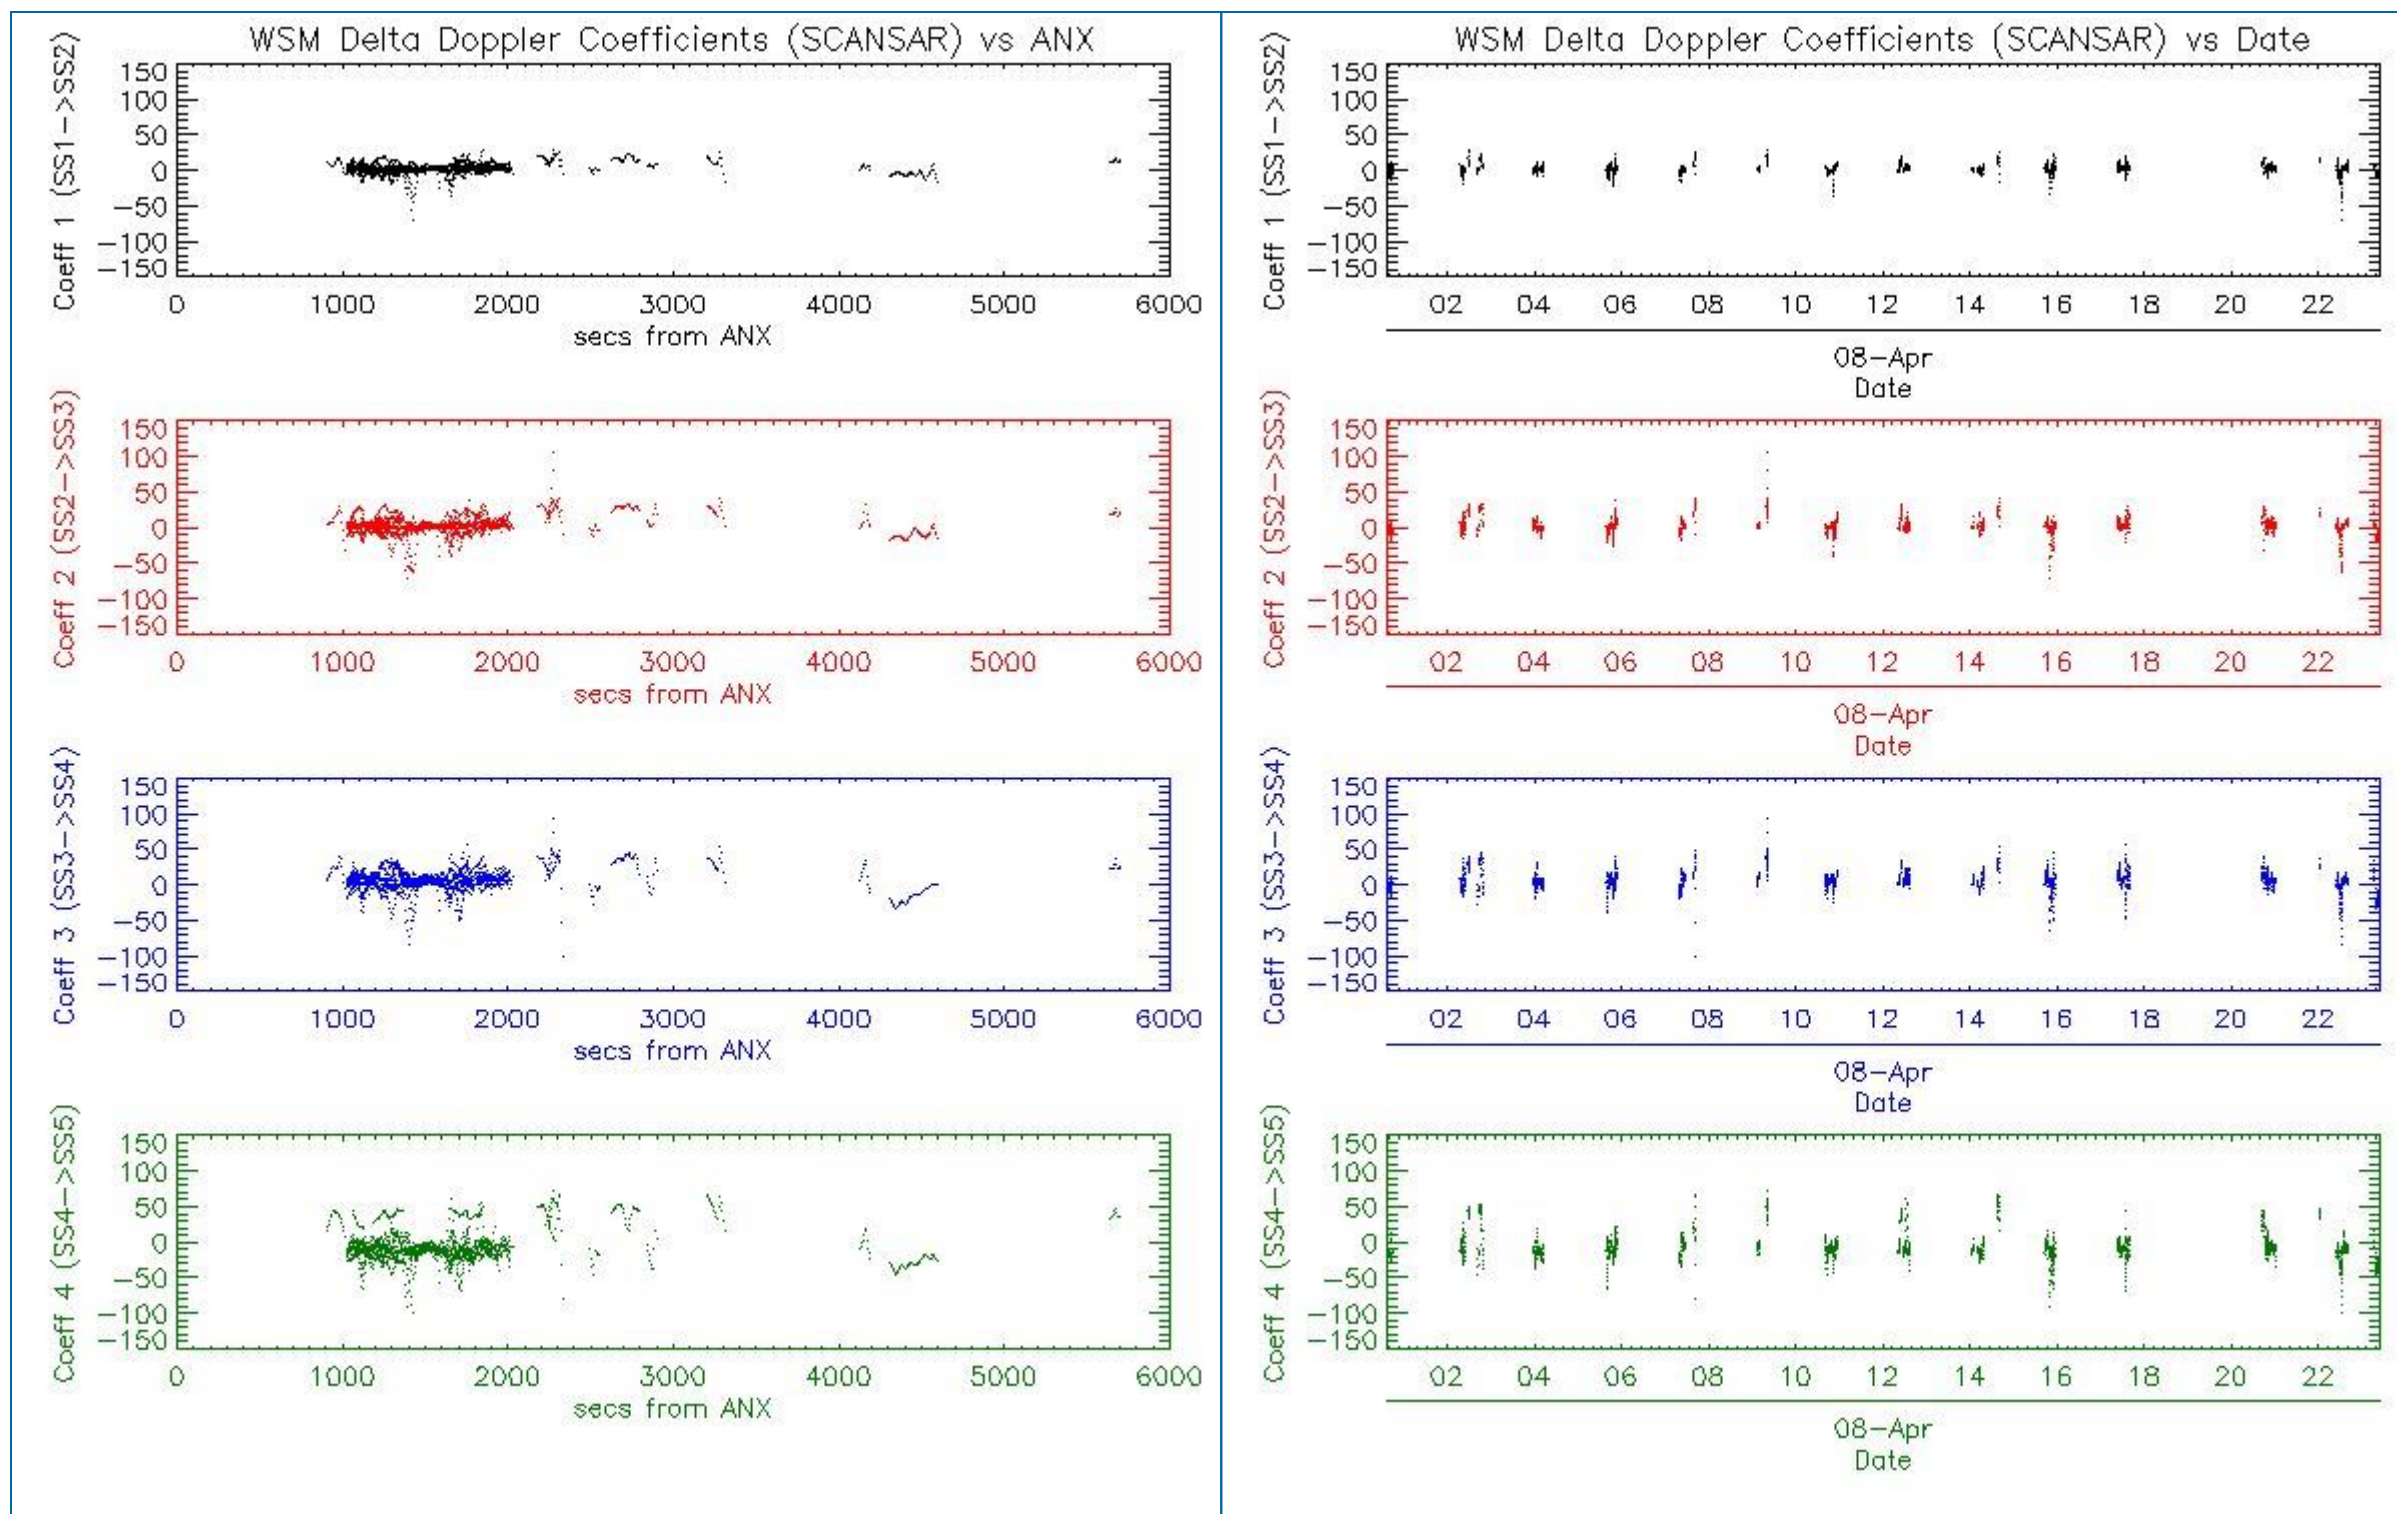 WSM Delta Doppler Coefficients (SCANSAR) vs ANX
Coeff 1 (SS1->SS2)
150
100
50
0
-50
-100
-150
0 1000 2000 3000 4000 5000 6000
secs from ANX
Coeff 2 (SS2->SS3)
150
100
50
0
-50
-100
-150
0 1000 2000 3000 4000 5000 6000
secs from ANX
Coeff 3 (SS3->SS4)
150
100
50
0
-50
-100
-150
0 1000 2000 3000 4000 5000 6000
secs from ANX
Coeff 4 (SS4->SS5)
150
100
50
0
-50
-100
-150
0 1000 2000 3000 4000 5000 6000
secs from ANX
WSM Delta Doppler Coefficients (SCANSAR) vs Date
Coeff 1 (SS1->SS2)
150
100
50
0
-50
-100
-150
02 04 06 08 10 12 14 16 18 20 22
08-Apr
Date
Coeff 2 (SS2->SS3)
150
100
50
0
-50
-100
-150
02 04 06 08 10 12 14 16 18 20 22
08-Apr
Date
Coeff 3 (SS3->SS4)
150
100
50
0
-50
-100
-150
02 04 06 08 10 12 14 16 18 20 22
08-Apr
Date
Coeff 4 (SS4->SS5)
150
100
50
0
-50
-100
-150
02 04 06 08 10 12 14 16 18 20 22
08-Apr
Date